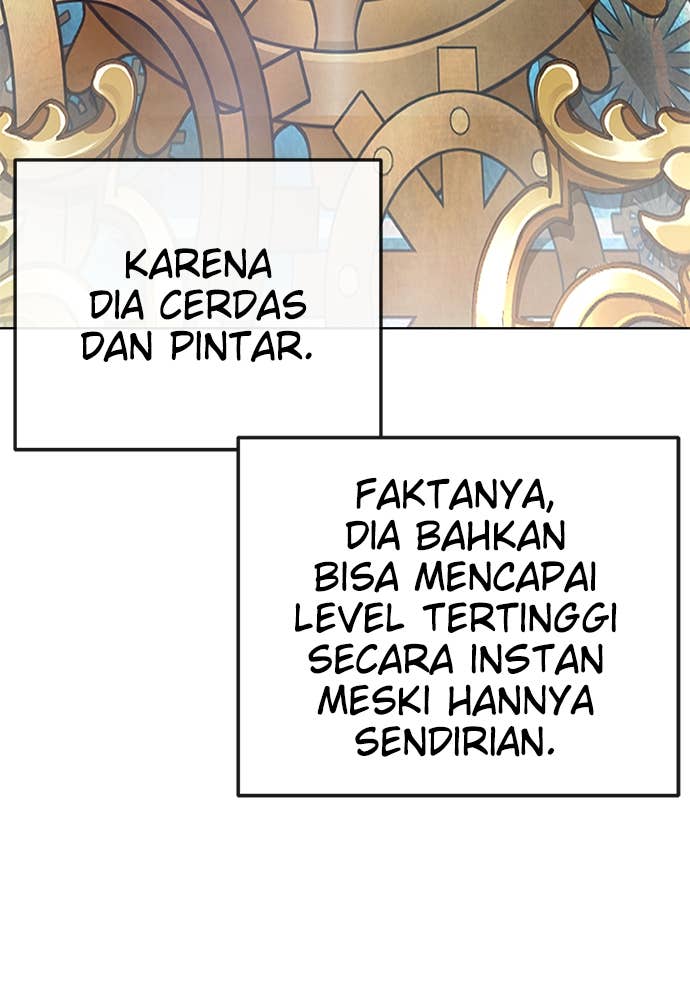 KARENA
DIA CERDAS
DAN PINTAR.
FAKTANYA,
DIA BAHKAN
BISA MENCAPAI
LEVEL TERTINGGI
SECARA INSTAN
MESKI HANNYA
SENDIRIAN.